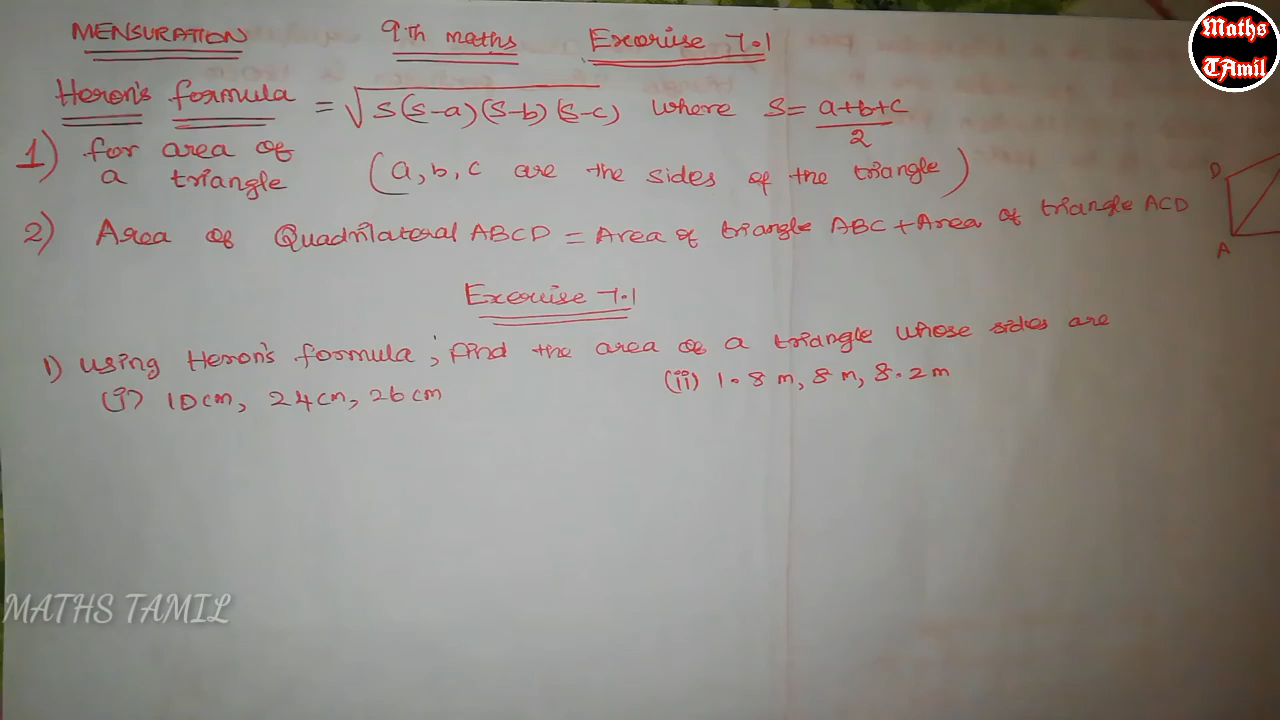 MENSURATION 9th maths Exercise 7.1
Maths TAmil
Heron's formula = √S(S-a)(S-b)(S-c) where S = a+b+c/2
1) for area of
a triangle (a, b, c are the sides of the triangle)
2) Area of Quadrilateral ABCD = Area of triangle ABC + Area of triangle ACD
D
A
Exercise 7.1
1) using Heron's formula, find the area of a triangle whose sides are
(i) 10cm, 24cm, 26cm (ii) 1.8m, 8m, 8.2m
MATHS TAMIL